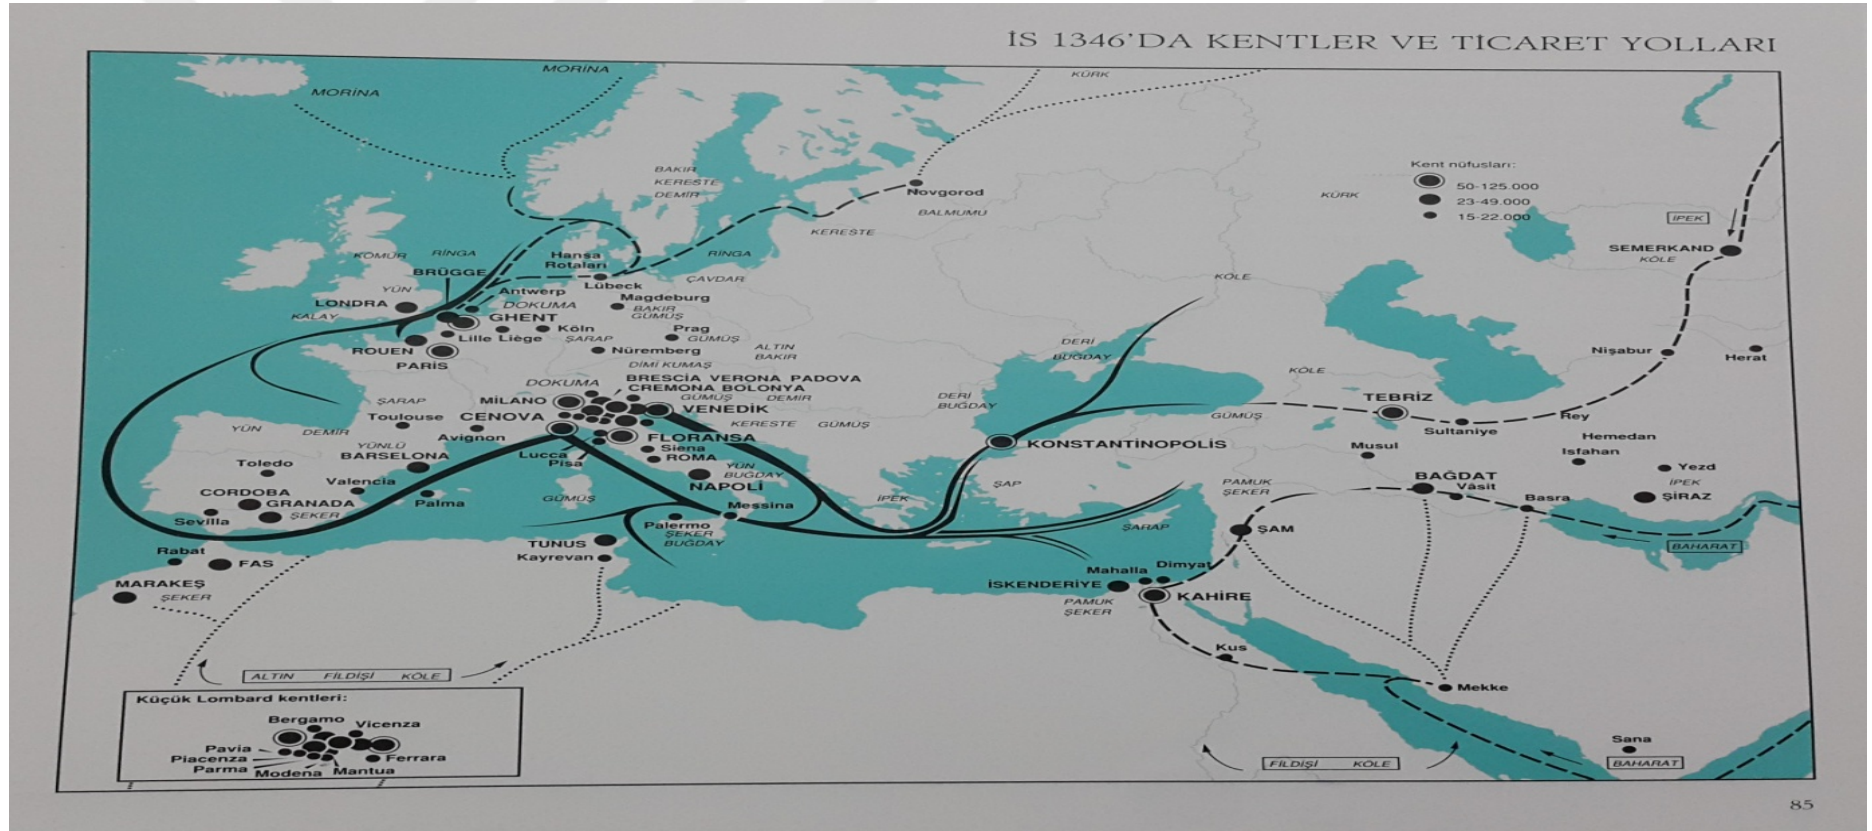 İS 1346'DA KENTLER VE TİCARET YOLLARI
MORİNA
MORİNA
KÜRK
BAKIR
KERESTE
DEMİR
Novgorod
BALMUMU
KERESTE
KÜRK
Kent nüfusları:
50-125.000
23-49.000
15-22.000
İPEK
SEMERKAND
KÖLE
KÖMÜR
RİNGA
BRÜGGE
Hansa
Rotaları
RİNGA
Lübeck
ÇAVDAR
KÖLE
YÜN
LONDRA
KALAY
Antwerp
DOKUMA
GHENT
Magdeburg
BAKIR
GÜMÜŞ
Lille Liège
Köln
ŞARAP
Prag
GÜMÜŞ
ROUEN
PARİS
Nüremberg
ALTIN
BAKIR
DİMİ KUMAŞ
DERİ
BUĞDAY
Nişabur
Herat
DOKUMA
BRESCİA VERONA PADOVA
CREMONA BOLONYA
MİLANO
GÜMÜŞ
DEMİR
VENEDİK
CENOVA
KERESTE
GÜMÜŞ
DERİ
BUĞDAY
KÖLE
TEBRİZ
GÜMÜŞ
Sultaniye
Rey
ŞARAP
Toulouse
Avignon
YÜN
DEMİR
YÜNLÜ
BARSELONA
FLORANSA
Siena
ROMA
Lucca
Pisa
YÜN
BUĞDAY
NAPOLİ
KONSTANTİNOPOLİS
Musul
Hemedan
Isfahan
Yezd
İPEK
ŞİRAZ
Toledo
Valencia
CORDOBA
GRANADA
ŞEKER
Sevilla
Palma
GÜMÜŞ
Messina
Palermo
ŞEKER
BUĞDAY
İPEK
ŞAP
PAMUK
ŞEKER
BAĞDAT
Vâsit
Basra
ŞARAP
ŞAM
BAHARAT
TUNUS
Kayrevan
Rabat
FAS
MARAKEŞ
ŞEKER
Mahalla
Dimyat
İSKENDERİYE
PAMUK
ŞEKER
KAHİRE
Kus
Mekke
Sana
ALTIN FİLDİŞİ KÖLE
FİLDİŞİ KÖLE
BAHARAT
Küçük Lombard kentleri:
Bergamo
Vicenza
Pavia
Piacenza
Ferrara
Parma
Modena
Mantua
85